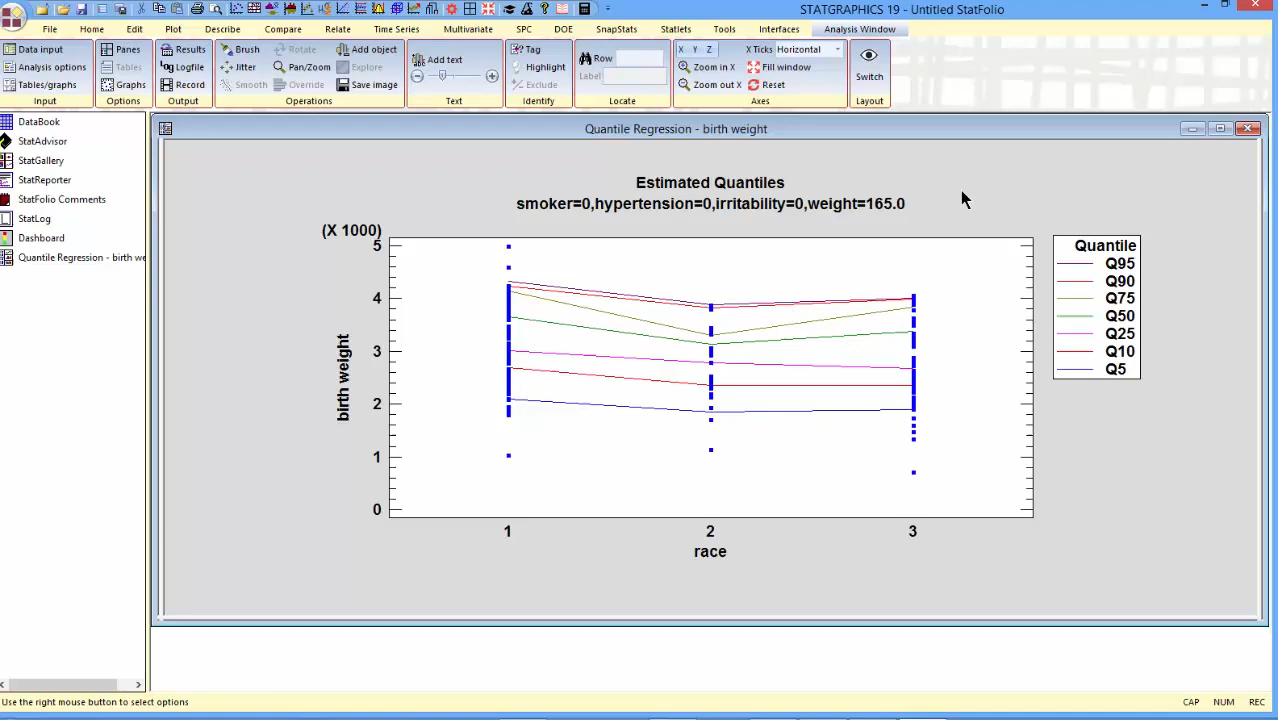 STATGRAPHICS 19 - Untitled StatFolio
File Home Edit Plot Describe Compare Relate Time Series Multivariate SPC DOE SnapStats Statlets Tools Interfaces Analysis Window
Data input Panes Results Brush Rotate Add object Add text Tag Row X Y Z X Ticks Horizontal
Analysis options Tables Logfile Jitter Pan/Zoom Explore Highlight Label Zoom in X Fill window Switch
Tables/graphs Graphs Record Smooth Override Save image Exclude Zoom out X Reset
Input Options Output Operations Text Identify Locate Axes Layout
DataBook
StatAdvisor
StatGallery
StatReporter
StatFolio Comments
StatLog
Dashboard
Quantile Regression - birth we
Quantile Regression - birth weight
Estimated Quantiles
smoker=0,hypertension=0,irritability=0,weight=165.0
(X 1000)
5
4
3
2
1
0
birth weight
1 2 3
race
Quantile
Q95
Q90
Q75
Q50
Q25
Q10
Q5
Use the right mouse button to select options CAP NUM REC